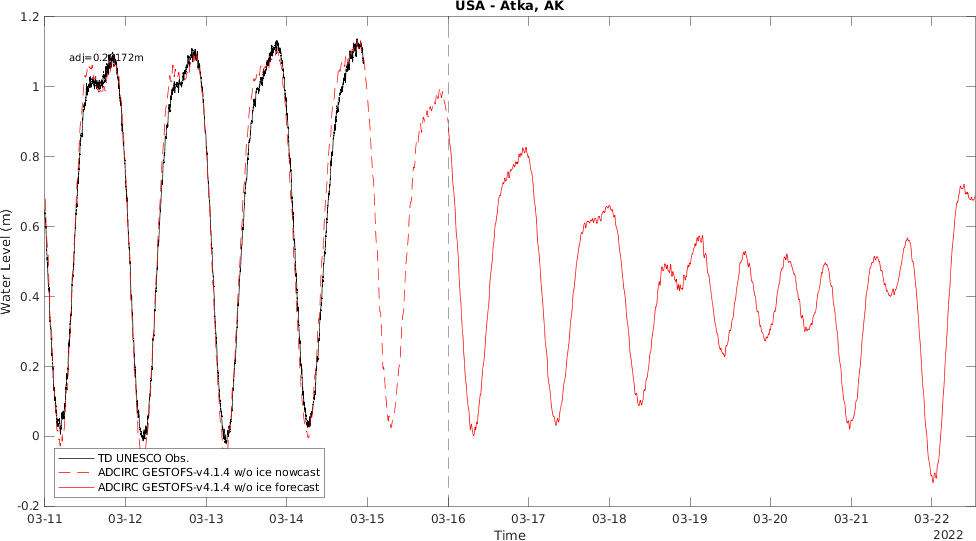 USA - Atka, AK
1.2
1
0.8
0.6
0.4
0.2
0
-0.2
Water Level (m)
TD UNESCO Obs.
ADCIRC GESTOFS-v4.1.4 w/o ice nowcast
ADCIRC GESTOFS-v4.1.4 w/o ice forecast
03-11 03-12 03-13 03-14 03-15 03-16 03-17 03-18 03-19 03-20 03-21 03-22
2022
Time